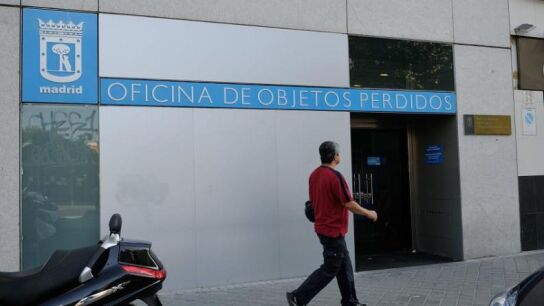 madrid
OFICINA DE OBJETOS PERDIDOS